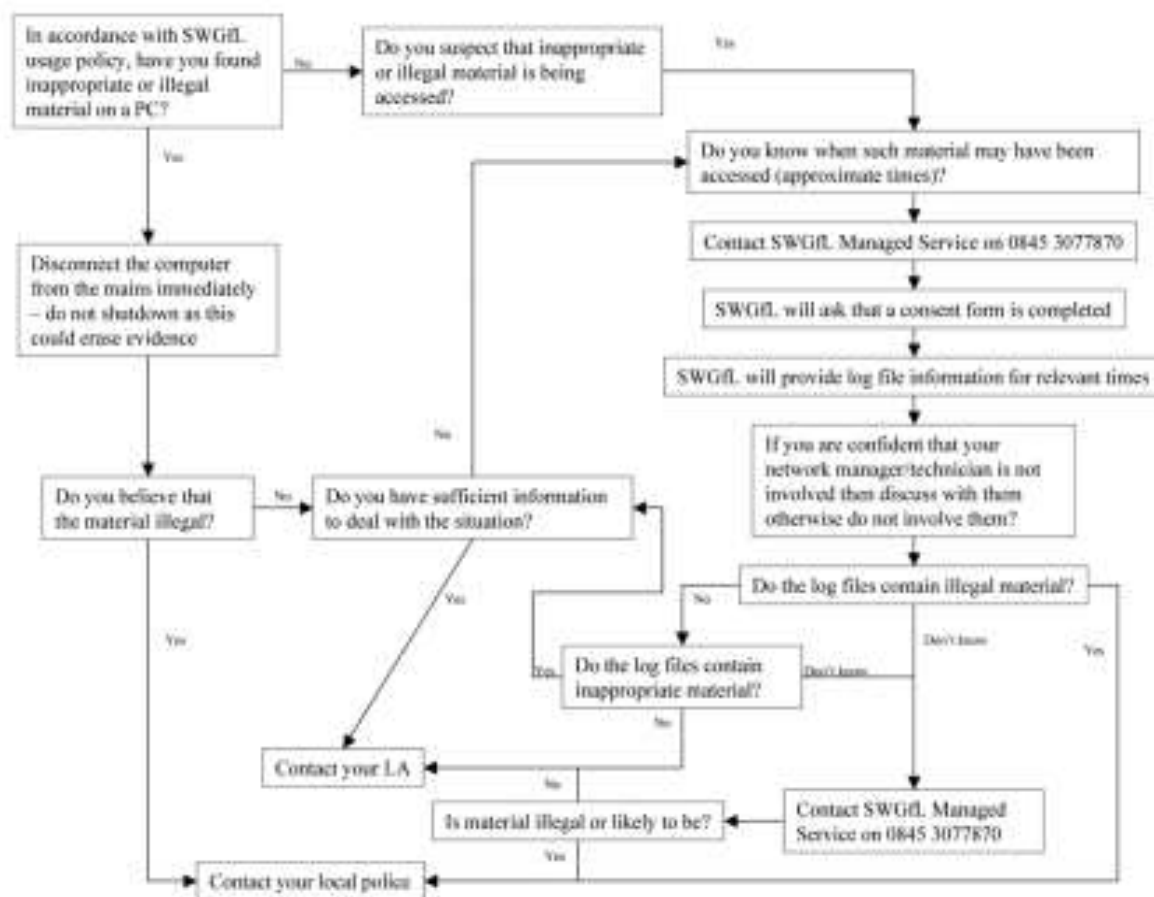 In accordance with SWGfL
usage policy, have you found
inappropriate or illegal
material on a PC?
No
Do you suspect that inappropriate
or illegal material is being
accessed?
Yes
Yes
Do you know when such material may have been
accessed (approximate times)?
Contact SWGfL Managed Service on 0845 3077870
Disconnect the computer
from the mains immediately
– do not shutdown as this
could erase evidence
SWGfL will ask that a consent form is completed
SWGfL will provide log file information for relevant times
No
If you are confident that your
network manager/technician is not
involved then discuss with them
otherwise do not involve them?
Do you believe that
the material illegal?
No
Do you have sufficient information
to deal with the situation?
Do the log files contain illegal material?
Yes
No
Don't know
Yes
Yes
Do the log files contain
inappropriate material?
Yes
Don't know
No
Contact your LA
No
Is material illegal or likely to be?
Contact SWGfL Managed
Service on 0845 3077870
Yes
Contact your local police